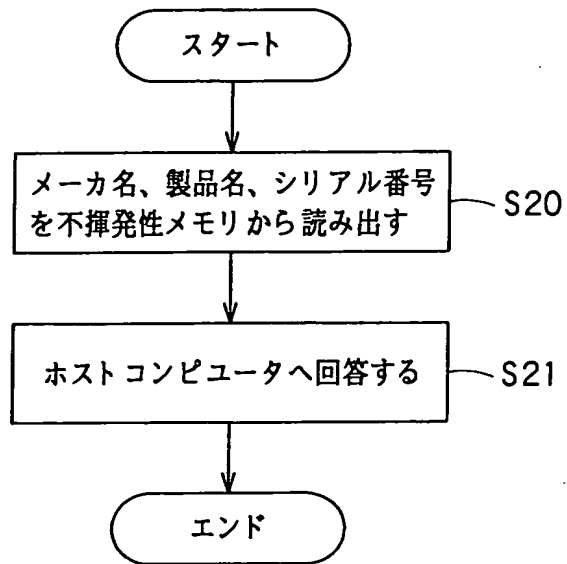 スタート
メーカ名、製品名、シリアル番号
を不揮発性メモリから読み出す
S20
ホストコンピュータへ回答する
S21
エンド